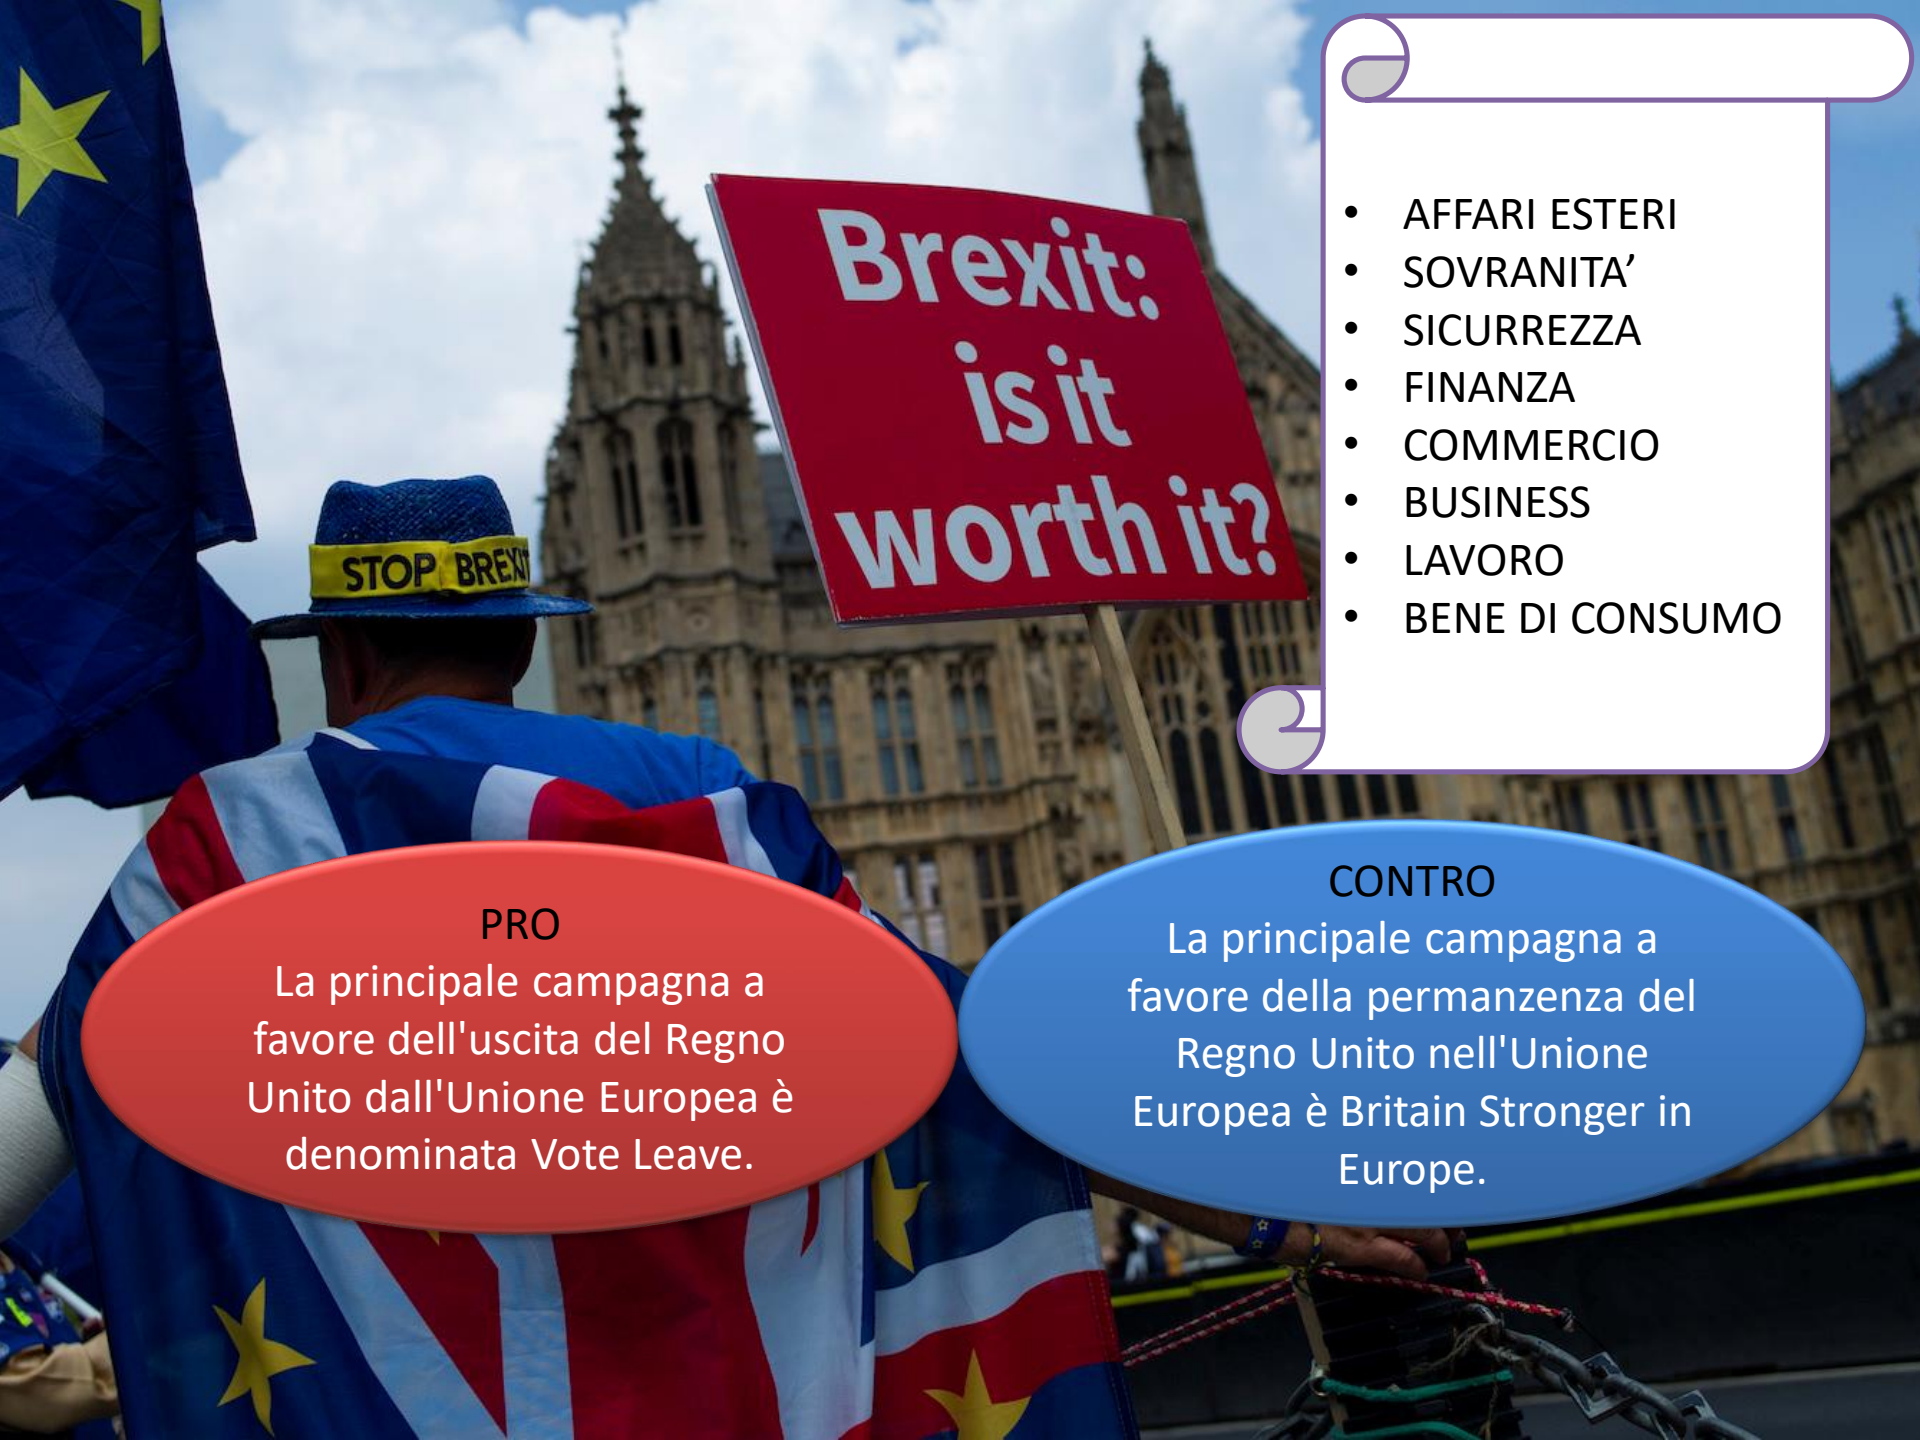 Brexit:
is it
worth it?
STOP BREXIT
• AFFARI ESTERI
• SOVRANITA’
• SICURREZZA
• FINANZA
• COMMERCIO
• BUSINESS
• LAVORO
• BENE DI CONSUMO
PRO
La principale campagna a
favore dell'uscita del Regno
Unito dall'Unione Europea è
denominata Vote Leave.
CONTRO
La principale campagna a
favore della permanzenza del
Regno Unito nell'Unione
Europea è Britain Stronger in
Europe.